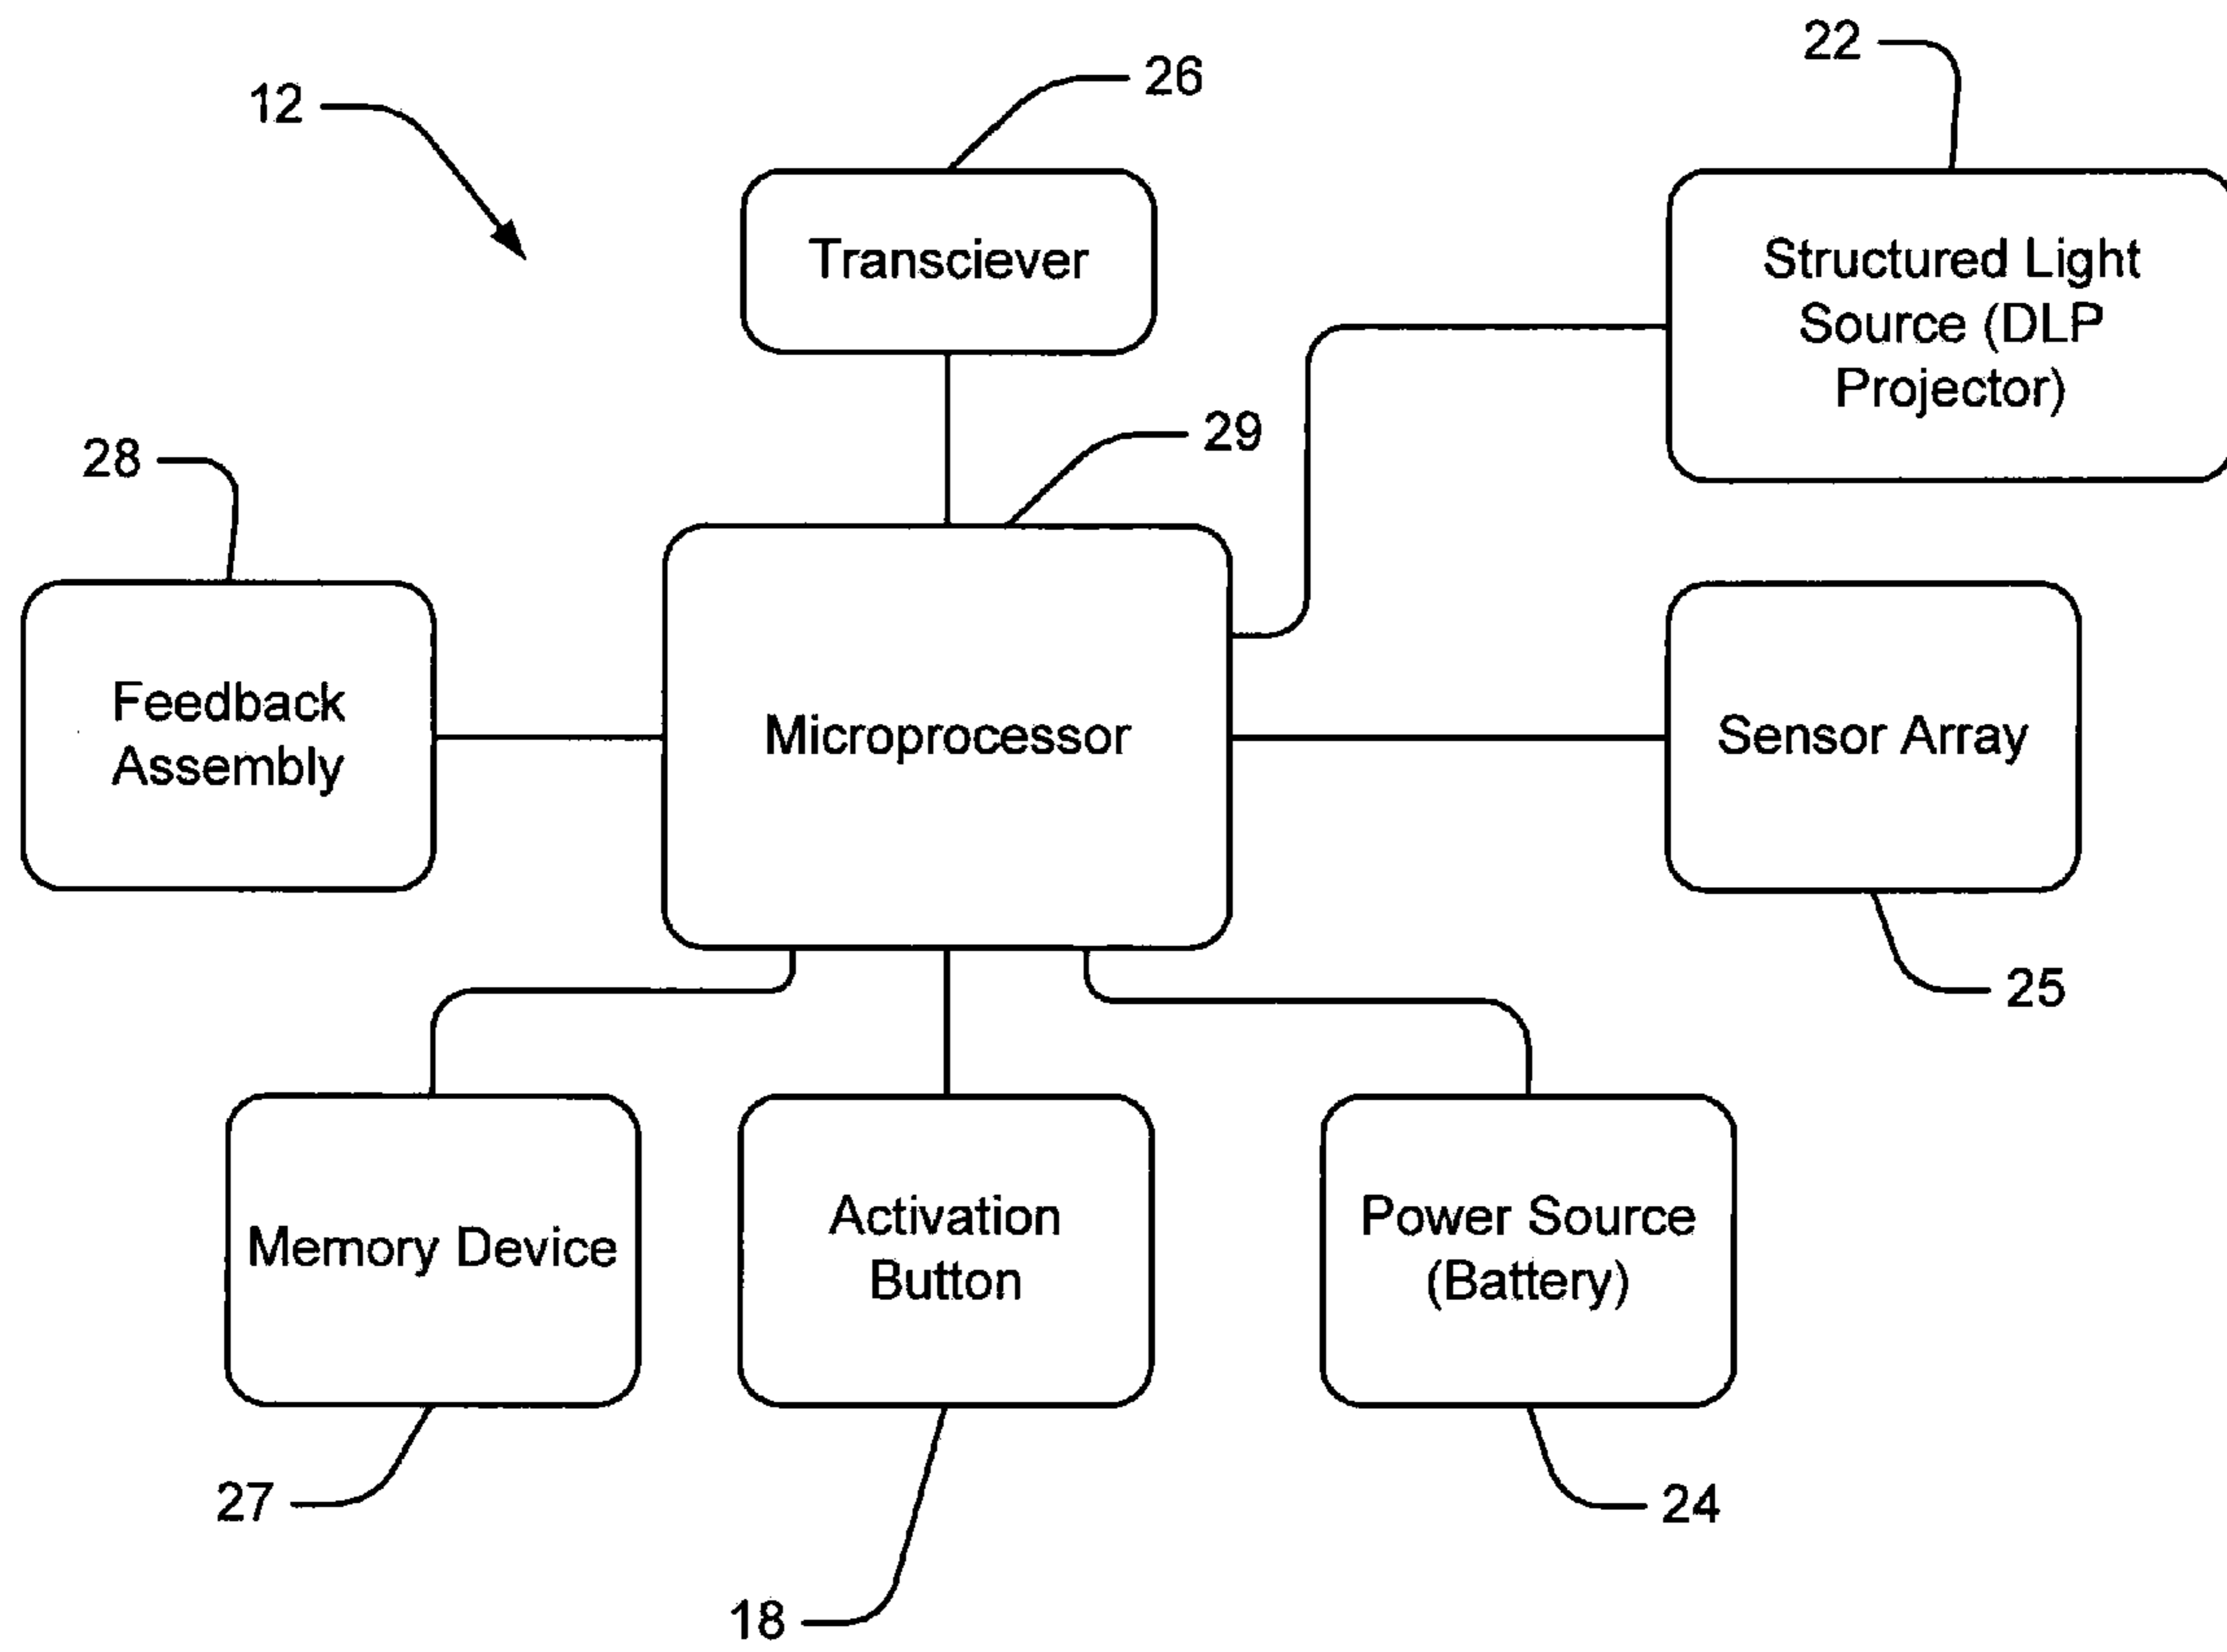 22
26
12
Transciever
Structured Light
Source (DLP
Projector)
29
28
Feedback
Assembly
Microprocessor
Sensor Array
25
Memory Device
Activation
Button
Power Source
(Battery)
27
24
18